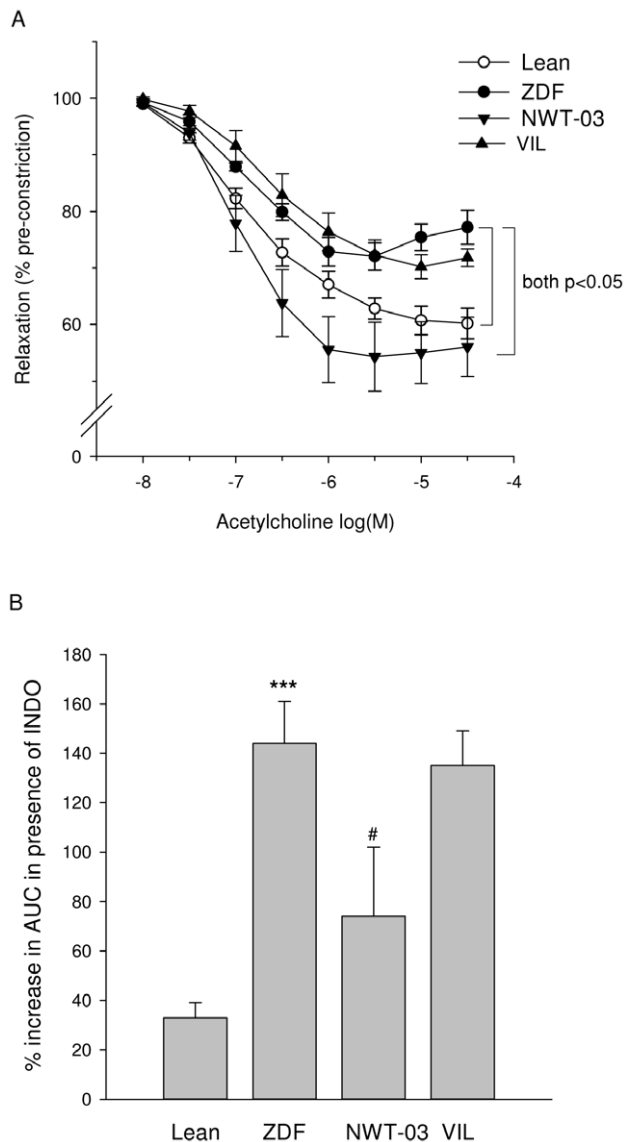 A
Lean
ZDF
NWT-03
VIL
100
80
60
0
Relaxation (% pre-constriction)
both p<0.05
-8
-7
-6
-5
-4
Acetylcholine log(M)
B
180
160
140
120
100
80
60
40
20
0
% increase in AUC in presence of INDO
***
#
Lean
ZDF
NWT-03
VIL